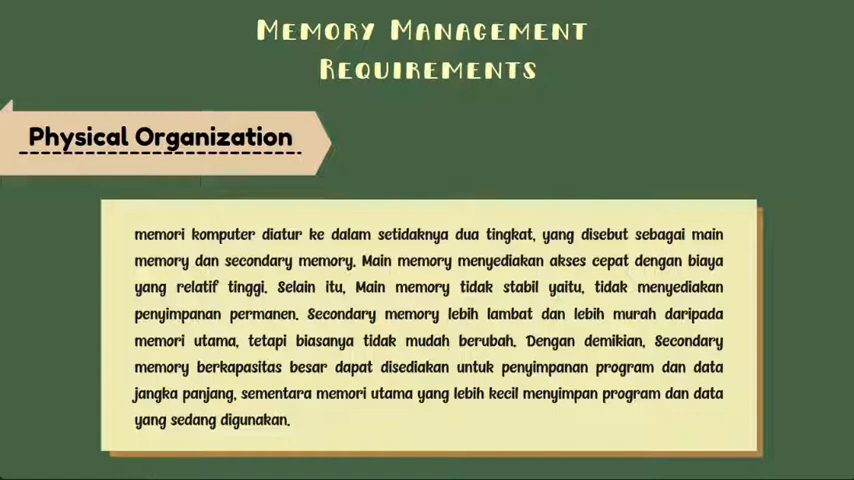 Memory Management
Requirements
Physical Organization
memori komputer diatur ke dalam setidaknya dua tingkat, yang disebut sebagai main
memory dan secondary memory. Main memory menyediakan akses cepat dengan biaya
yang relatif tinggi. Selain itu, Main memory tidak stabil yaitu, tidak menyediakan
penyimpanan permanen. Secondary memory lebih lambat dan lebih murah daripada
memori utama, tetapi biasanya tidak mudah berubah. Dengan demikian, Secondary
memory berkapasitas besar dapat disediakan untuk penyimpanan program dan data
jangka panjang, sementara memori utama yang lebih kecil menyimpan program dan data
yang sedang digunakan.